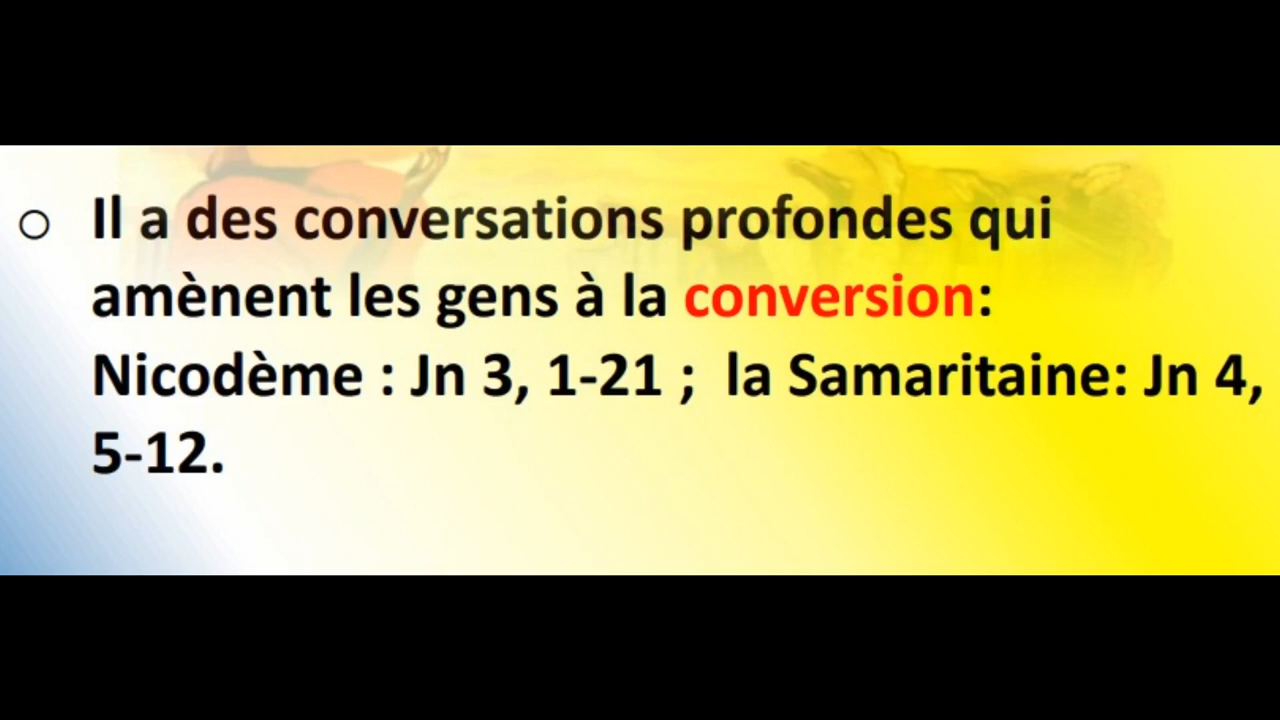 o Il a des conversations profondes qui
amènent les gens à la conversion:
Nicodème : Jn 3, 1-21 ; la Samaritaine: Jn 4,
5-12.